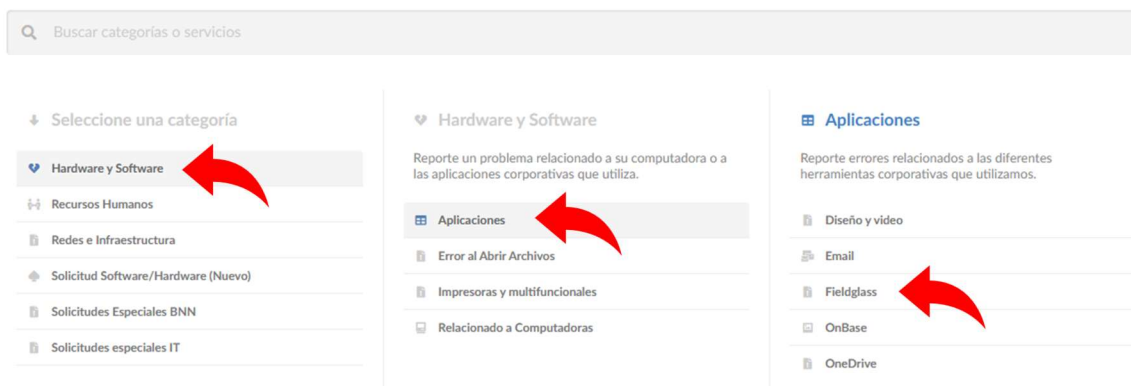 Buscar categorías o servicios
Seleccione una categoría
Hardware y Software
Recursos Humanos
Redes e Infraestructura
Solicitud Software/Hardware (Nuevo)
Solicitudes Especiales BNN
Solicitudes especiales IT
Hardware y Software
Reporte un problema relacionado a su computadora o a
las aplicaciones corporativas que utiliza.
Aplicaciones
Error al Abrir Archivos
Impresoras y multifuncionales
Relacionado a Computadoras
Aplicaciones
Reporte errores relacionados a las diferentes
herramientas corporativas que utilizamos.
Diseño y video
Email
Fieldglass
OnBase
OneDrive